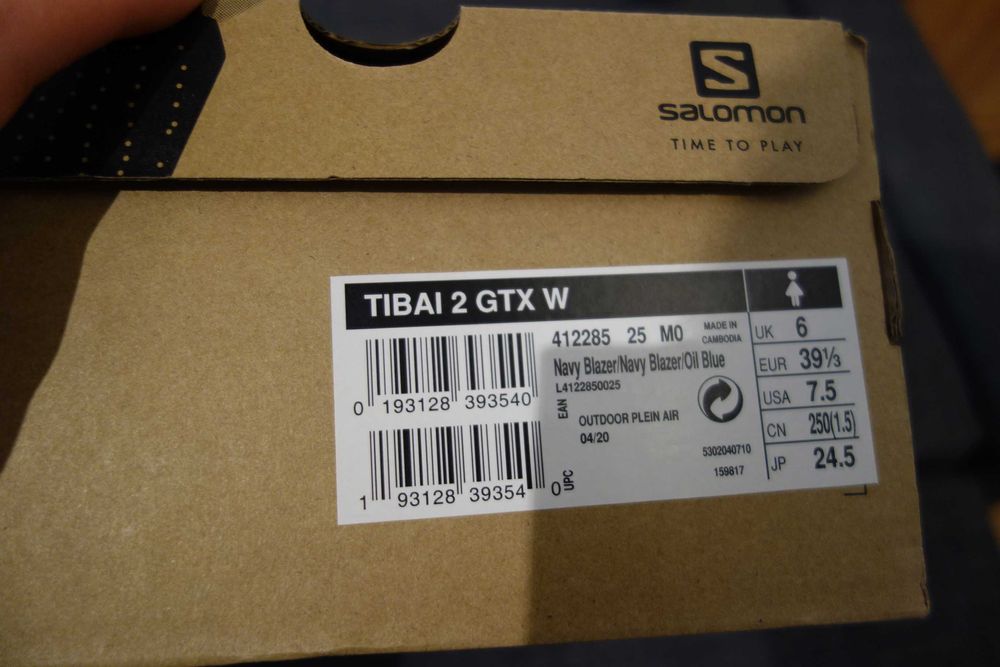 S
SALOMON
TIME TO PLAY
TIBAI 2 GTX W
0 193128 393540
EAN
1 93128 39354 0
UPC
412285 25 M0
MADE IN
CAMBODIA
Navy Blazer/Navy Blazer/Oil Blue
L4122850025
OUTDOOR PLEIN AIR
04/20
5302040710
159817
UK 6
EUR 39⅓
USA 7.5
CN 250(1.5)
JP 24.5